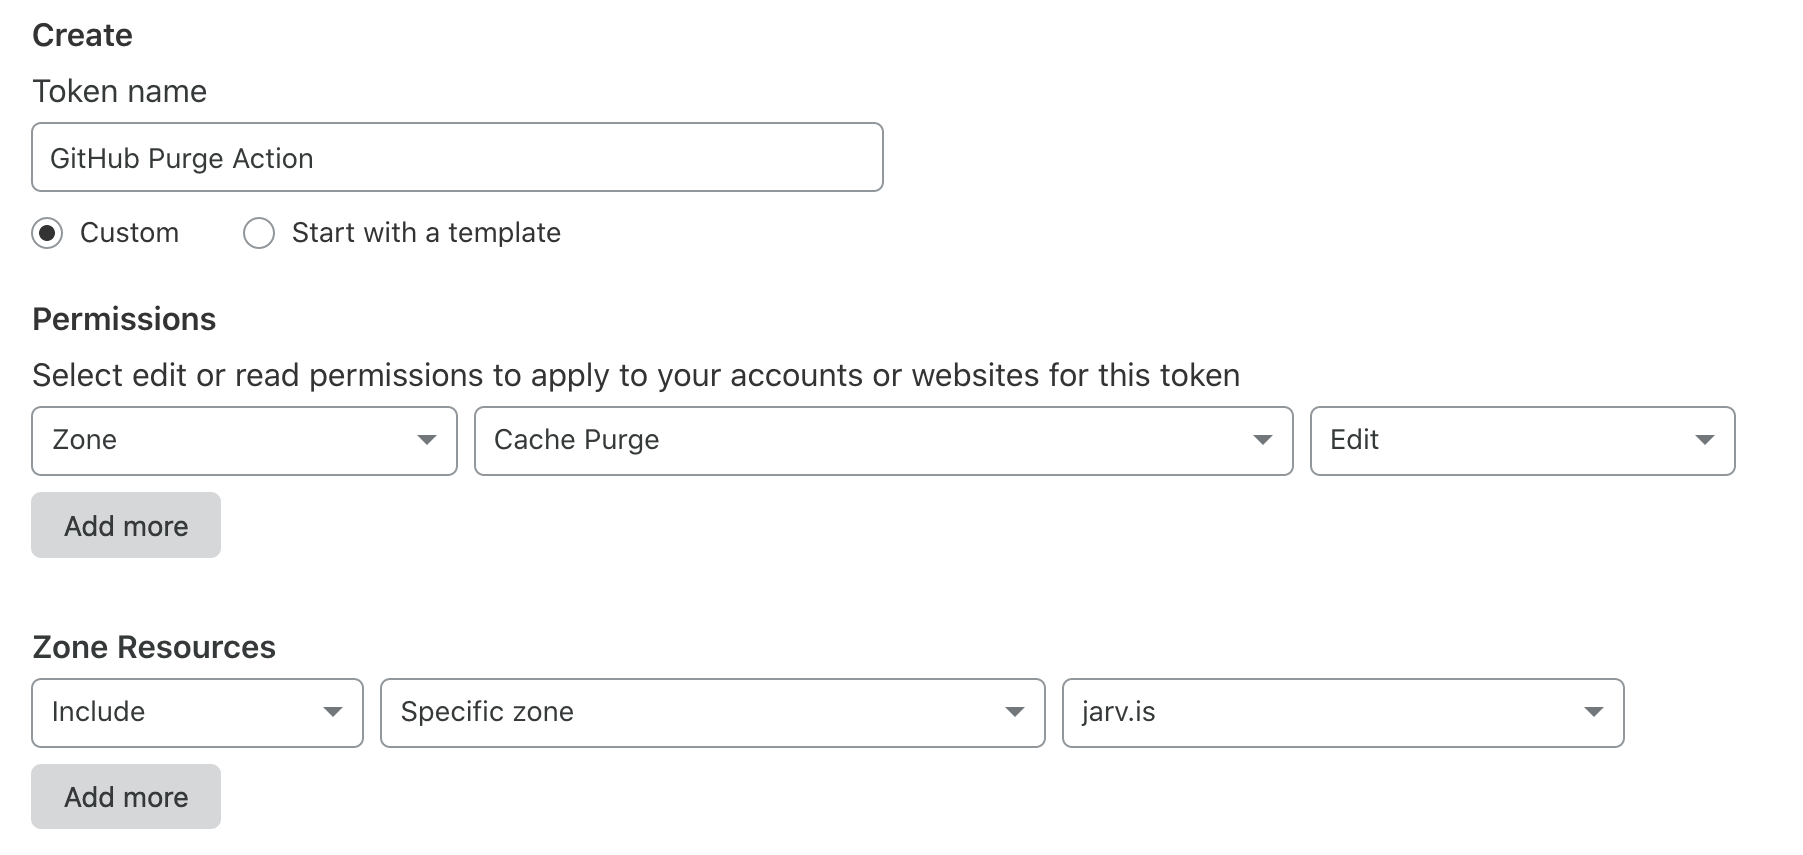 Create
Token name
GitHub Purge Action
Custom Start with a template
Permissions
Select edit or read permissions to apply to your accounts or websites for this token
Zone Cache Purge Edit
Add more
Zone Resources
Include Specific zone jarv.is
Add more